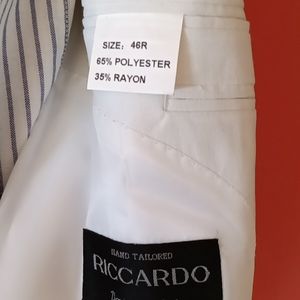 SIZE: 46R
65% POLYESTER
35% RAYON
HAND TAILORED
RICCARDO